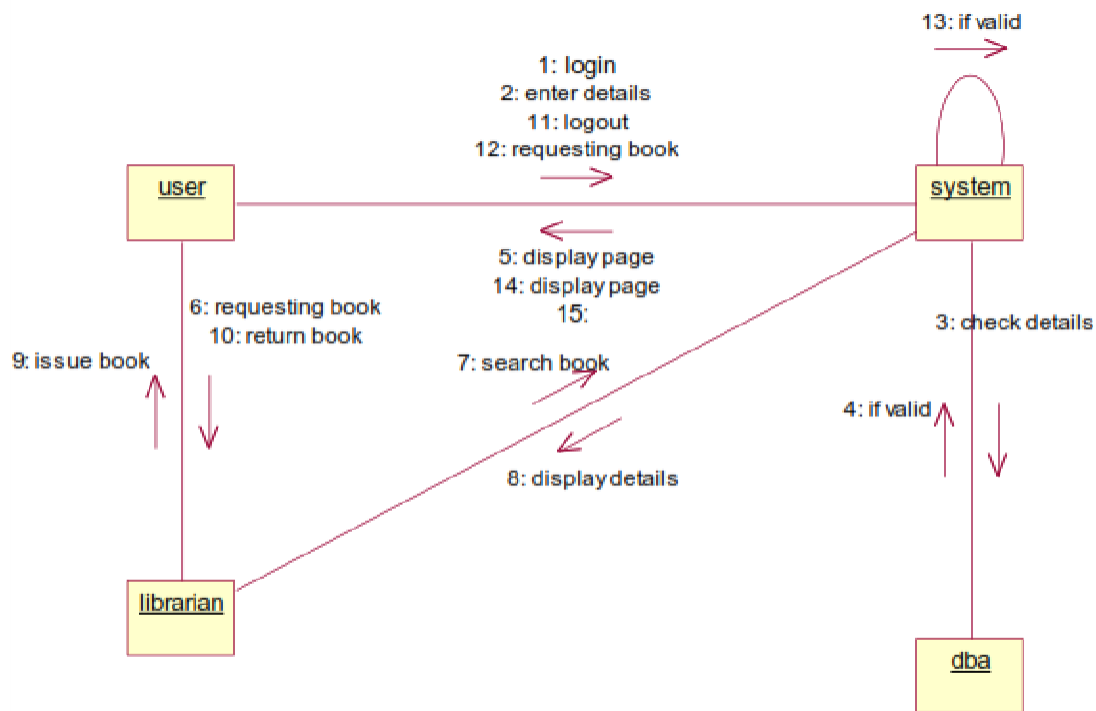 13: if valid
1: login
2: enter details
11: logout
12: requesting book
user
system
5: display page
14: display page
15:
6: requesting book
10: return book
3: check details
9: issue book
7: search book
4: if valid
8: display details
librarian
dba